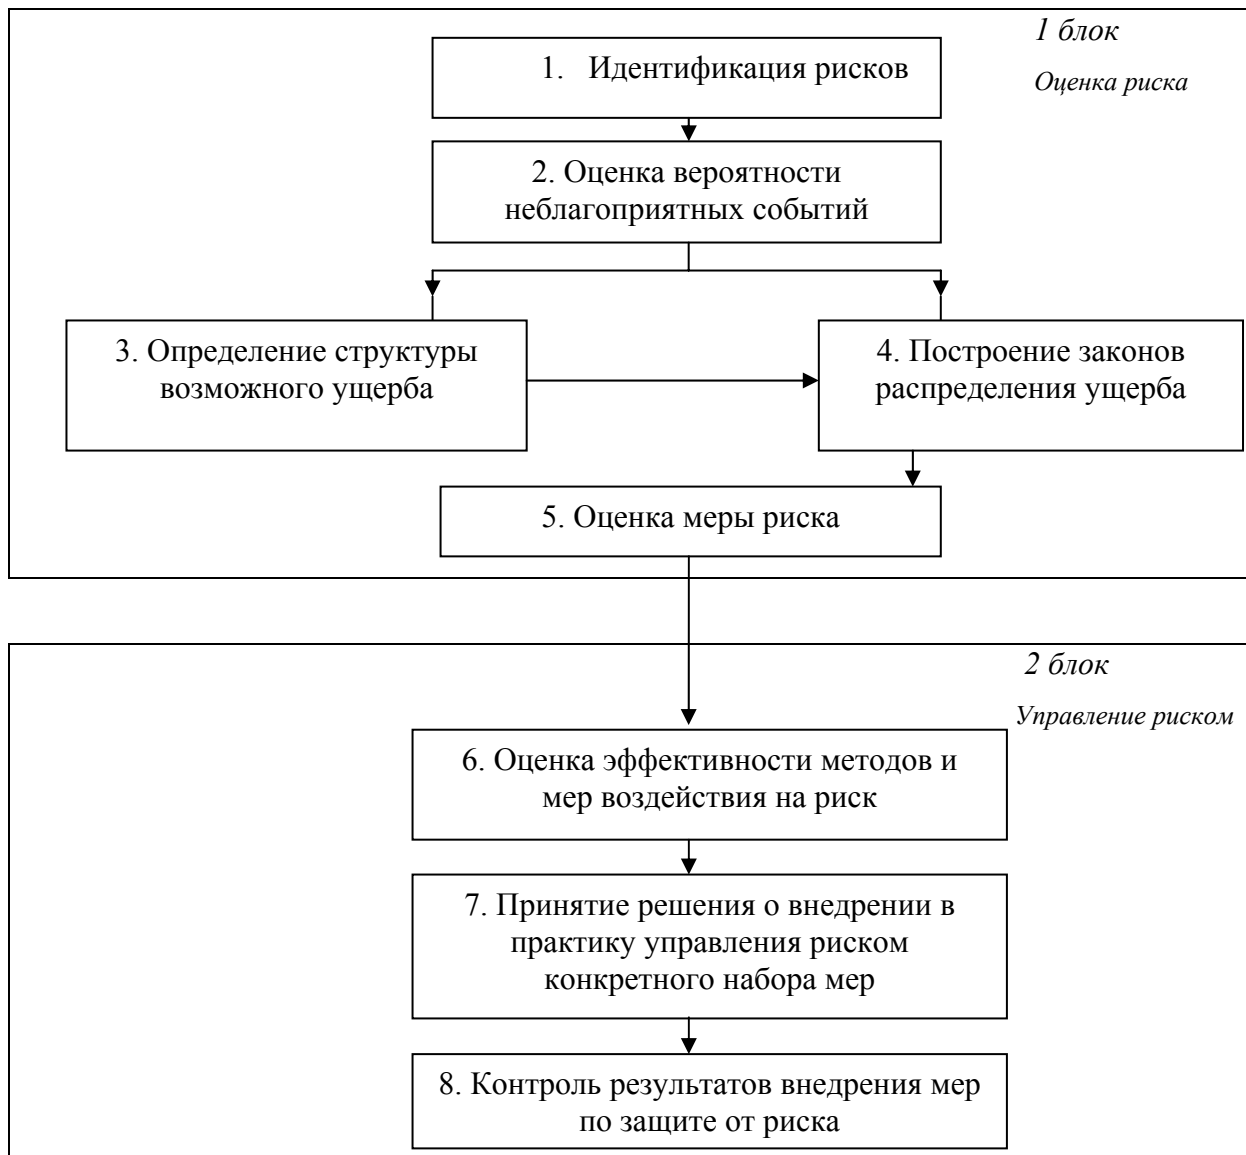 1 блок
Оценка риска
1. Идентификация рисков
2. Оценка вероятности
неблагоприятных событий
3. Определение структуры
возможного ущерба
4. Построение законов
распределения ущерба
5. Оценка меры риска
2 блок
Управление риском
6. Оценка эффективности методов и
мер воздействия на риск
7. Принятие решения о внедрении в
практику управления риском
конкретного набора мер
8. Контроль результатов внедрения мер
по защите от риска